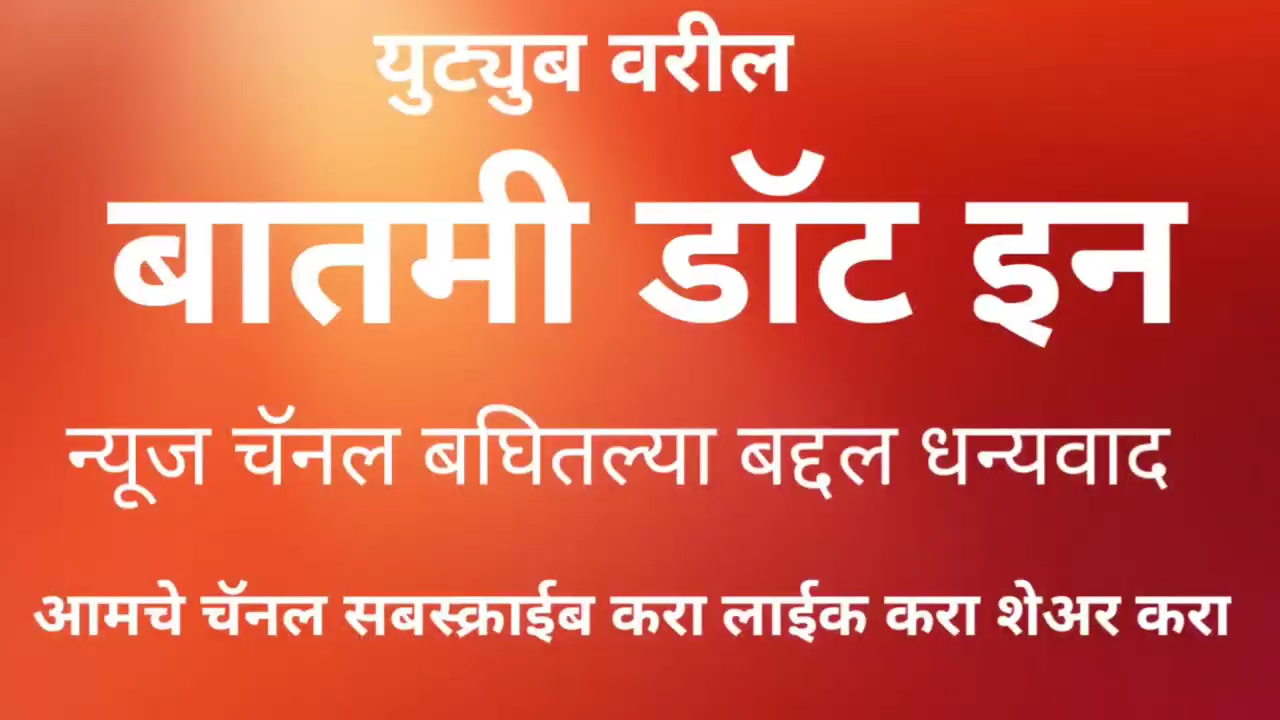 युट्युब वरील
बातमी डॉट इन
न्यूज चॅनल बघितल्या बद्दल धन्यवाद
आमचे चॅनल सबस्क्राईब करा लाईक करा शेअर करा